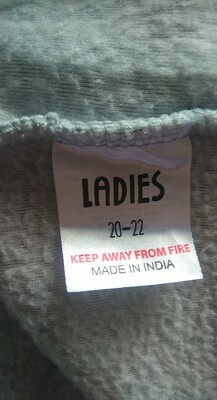 LADIES
20-22
KEEP AWAY FROM FIRE
MADE IN INDIA